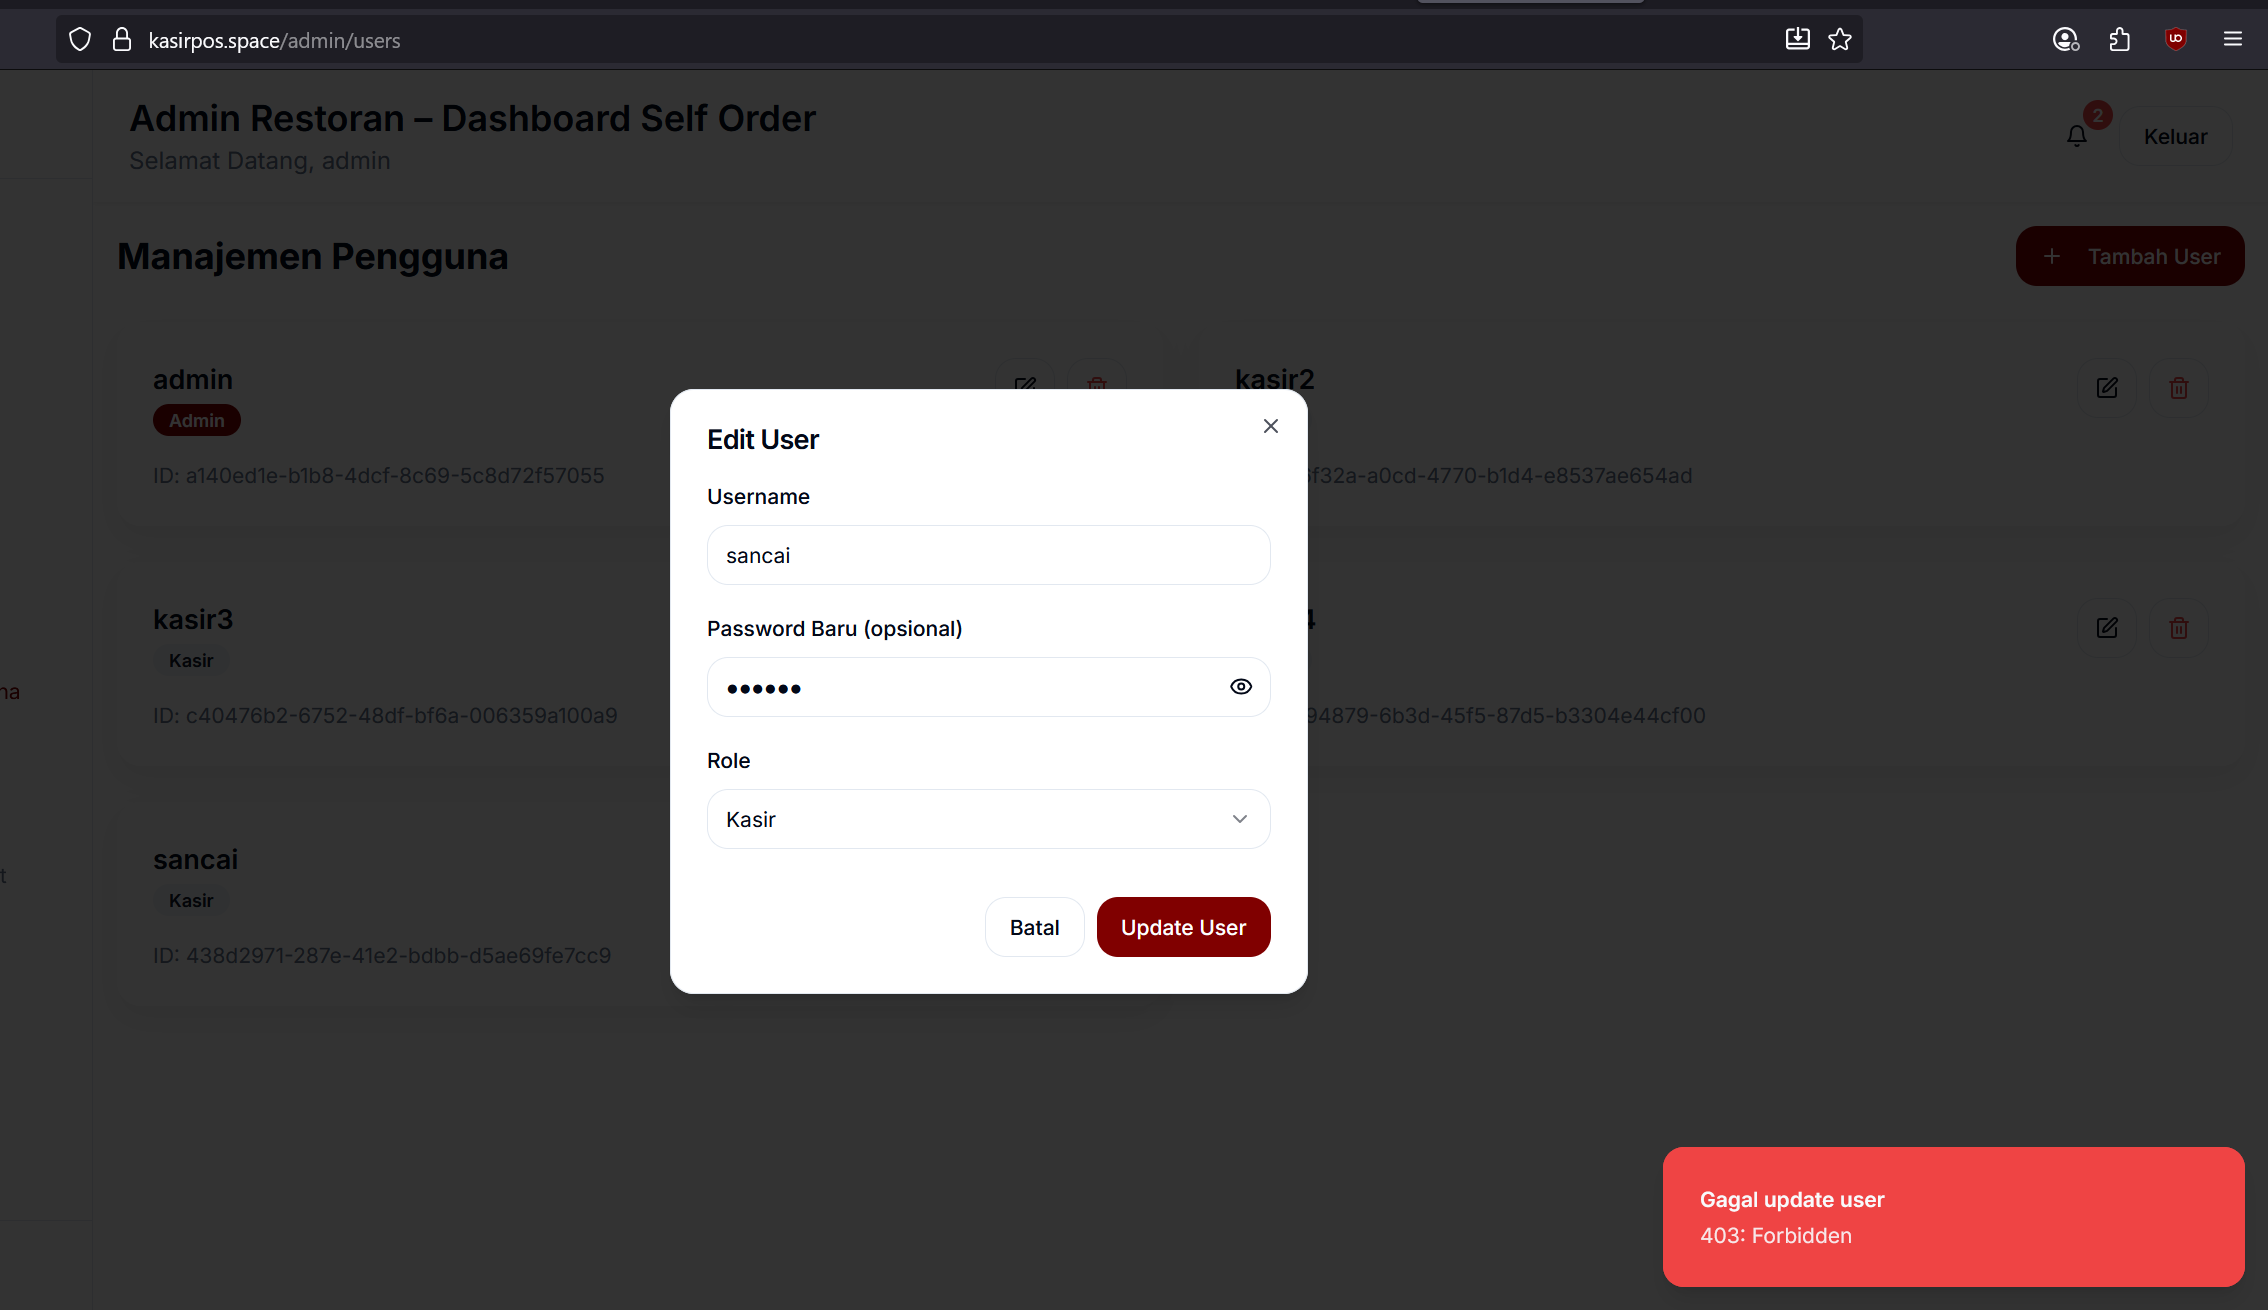 kasirpos.space/admin/users
Admin Restoran – Dashboard Self Order
Selamat Datang, admin
2
Keluar
Manajemen Pengguna
+ Tambah User
admin
Admin
ID: a140ed1e-b1b8-4dcf-8c69-5c8d72f57055
kasir2
6f32a-a0cd-4770-b1d4-e8537ae654ad
kasir3
Kasir
ID: c40476b2-6752-48df-bf6a-006359a100a9
4
94879-6b3d-45f5-87d5-b3304e44cf00
sancai
Kasir
ID: 438d2971-287e-41e2-bdbb-d5ae69fe7cc9
na
t
Edit User
Username
sancai
Password Baru (opsional)
••••••
Role
Kasir
Batal
Update User
Gagal update user
403: Forbidden